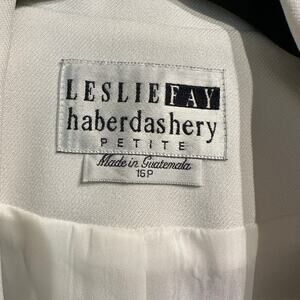 LESLIE FAY
haberdashery
PETITE
Made in Guatemala
16P